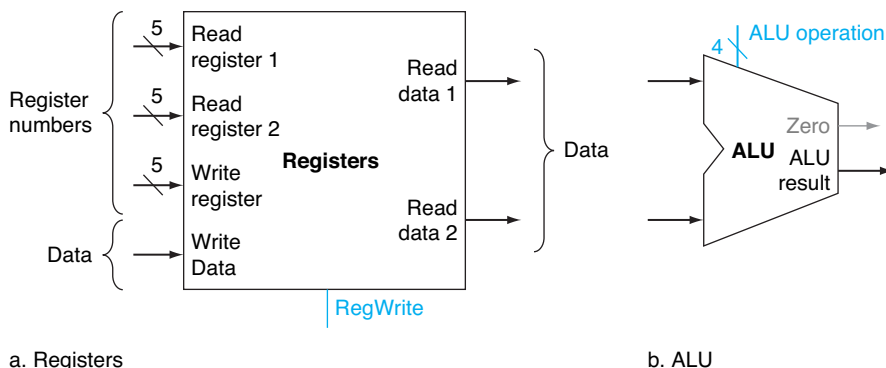 Register
numbers
Data
5
Read
register 1
5
Read
register 2
5
Write
register
Write
Data
Registers
Read
data 1
Read
data 2
RegWrite
Data
4
ALU operation
Zero
ALU
ALU
result
a. Registers
b. ALU